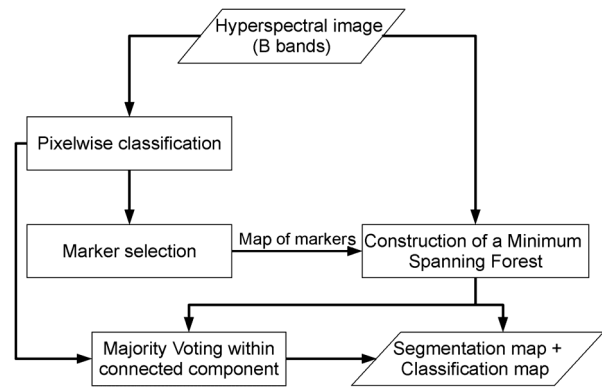 Hyperspectral image
(B bands)
Pixelwise classification
Marker selection
Map of markers
Construction of a Minimum
Spanning Forest
Majority Voting within
connected component
Segmentation map +
Classification map